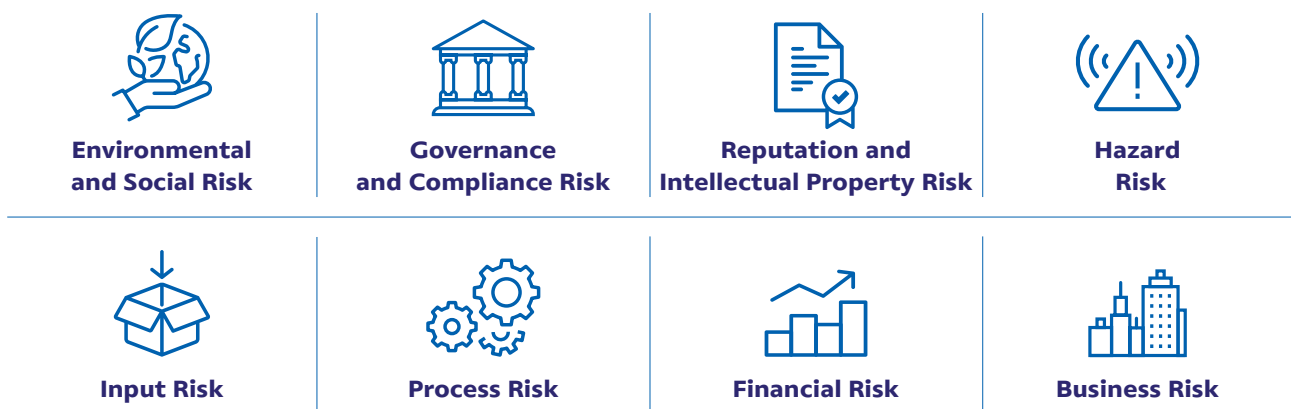 Environmental
and Social Risk
Governance
and Compliance Risk
Reputation and
Intellectual Property Risk
Hazard
Risk
Input Risk
Process Risk
Financial Risk
Business Risk